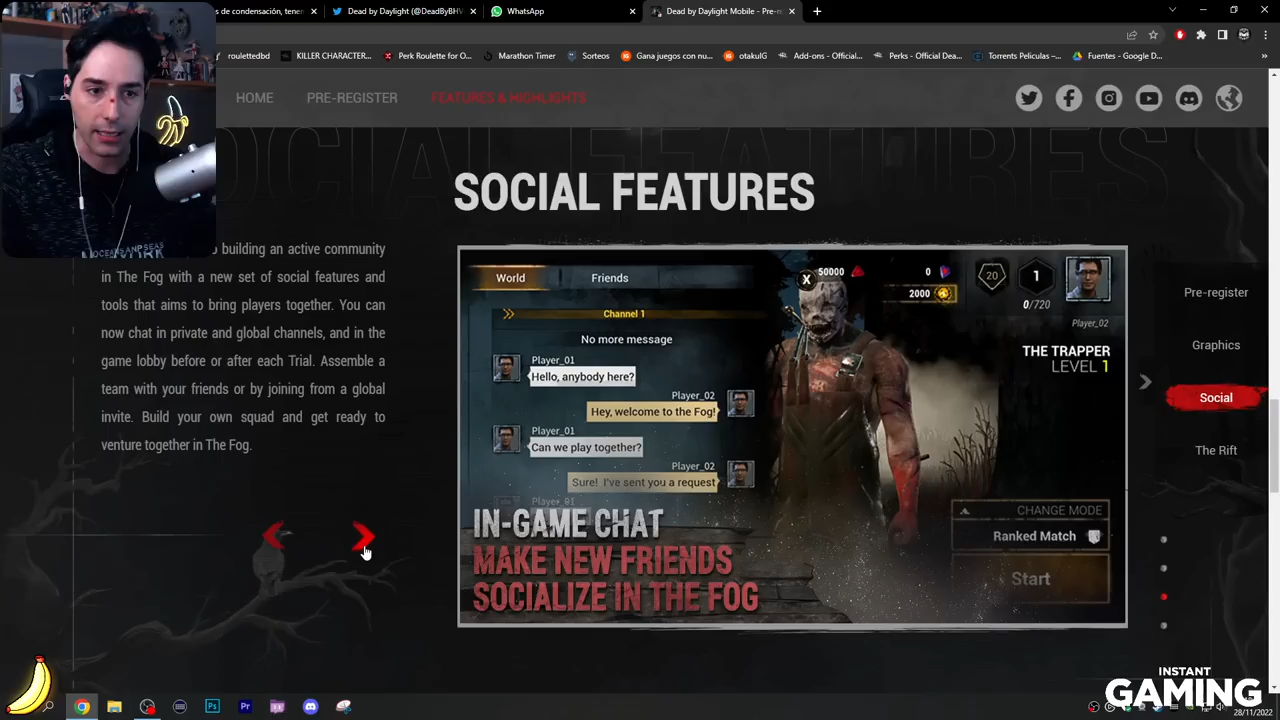 s de condensación, tenen
Dead by Daylight (@DeadByBHV
WhatsApp
Dead by Daylight Mobile - Pre-r
roulettedbd
KILLER CHARACTER...
Perk Roulette for O...
Marathon Timer
Sorteos
Gana juegos con nu...
otakulG
Add-ons - Official...
Perks - Official Dea...
Torrents Peliculas –...
Fuentes - Google D...
HOME
PRE-REGISTER
FEATURES & HIGHLIGHTS
SOCIAL FEATURES
SOCIAL FEATURES
building an active community
in The Fog with a new set of social features and
tools that aims to bring players together. You can
now chat in private and global channels, and in the
game lobby before or after each Trial. Assemble a
team with your friends or by joining from a global
invite. Build your own squad and get ready to
venture together in The Fog.
World
Friends
Channel 1
No more message
Player_01
Hello, anybody here?
Player_02
Hey, welcome to the Fog!
Player_01
Can we play together?
Player_02
Sure! I've sent you a request
Player_01
X
50000
0
2000
20
1
0/720
Player_02
THE TRAPPER
LEVEL 1
CHANGE MODE
Ranked Match
Start
IN-GAME CHAT
MAKE NEW FRIENDS
SOCIALIZE IN THE FOG
Pre-register
Graphics
Social
The Rift
INSTANT
GAMING
28/11/2022